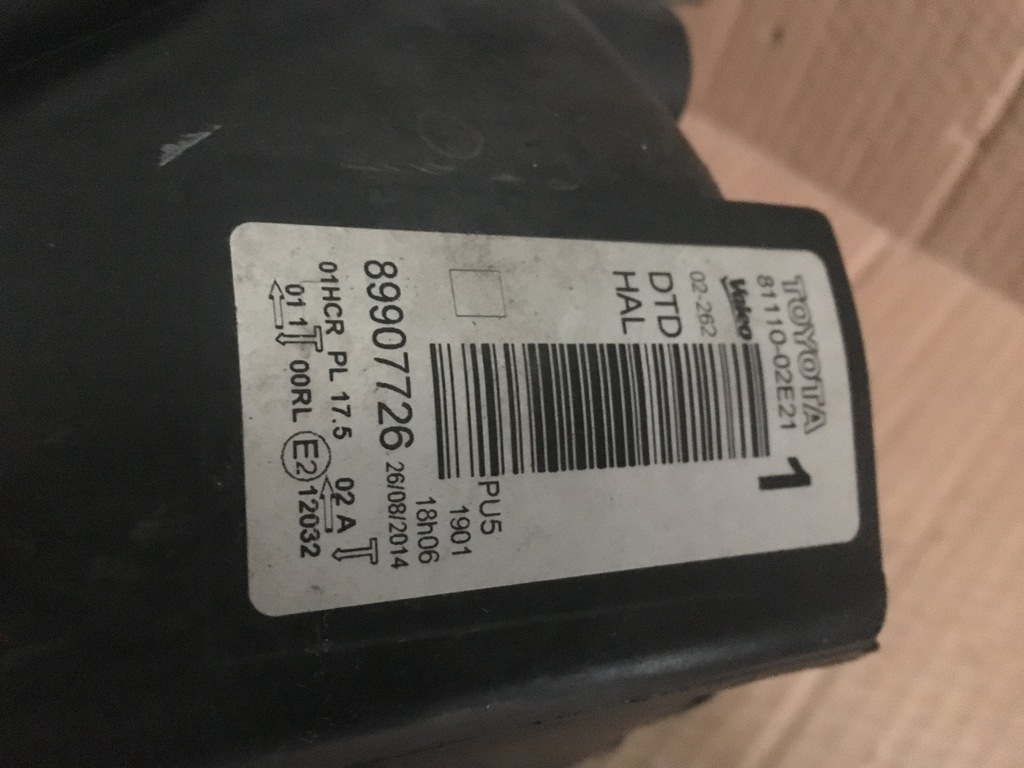 TOYOTA
81110-02E21
Valeo
1
02-262
DTD
HAL
PU5
1901
18h06
89907726 26/08/2014
01HCR PL 17.5 02 A
01 1 00RL E2 12032